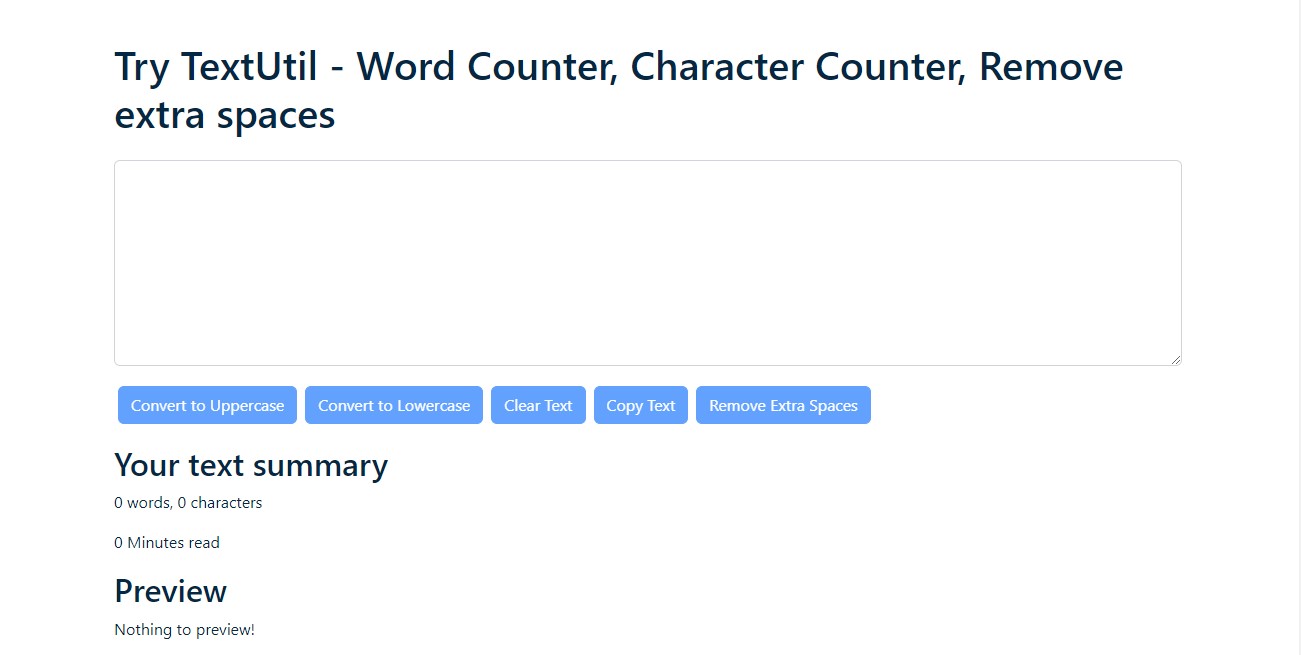 Try TextUtil - Word Counter, Character Counter, Remove
extra spaces
Convert to Uppercase Convert to Lowercase Clear Text Copy Text Remove Extra Spaces
Your text summary
0 words, 0 characters
0 Minutes read
Preview
Nothing to preview!